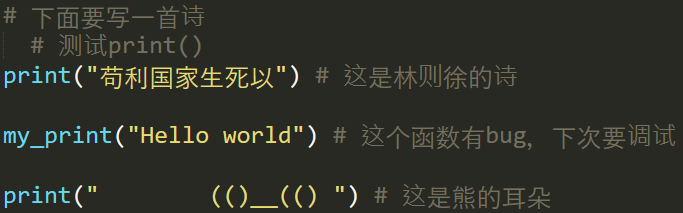 # 下面要写一首诗
# 测试print()
print("苟利国家生死以") # 这是林则徐的诗
my_print("Hello world") # 这个函数有bug，下次要调试
print("        (()__(() ") # 这是熊的耳朵